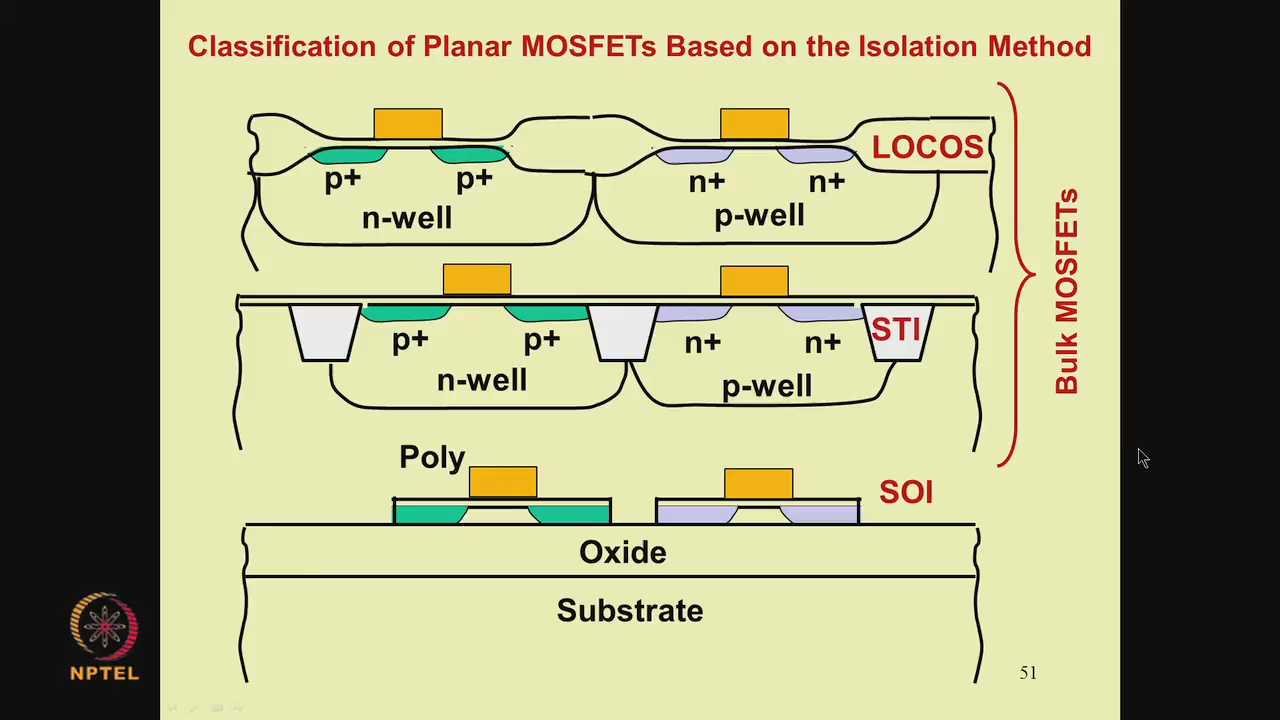 Classification of Planar MOSFETs Based on the Isolation Method
LOCOS
p+ p+ n+ n+
n-well p-well
Bulk MOSFETs
STI
p+ p+ n+ n+
n-well p-well
Poly
SOI
Oxide
Substrate
NPTEL
51